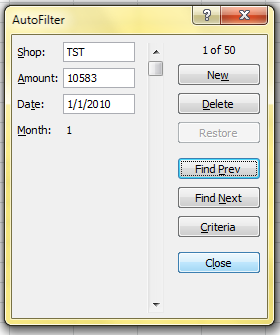 AutoFilter
Shop: TST
Amount: 10583
Date: 1/1/2010
Month: 1
1 of 50
New
Delete
Restore
Find Prev
Find Next
Criteria
Close